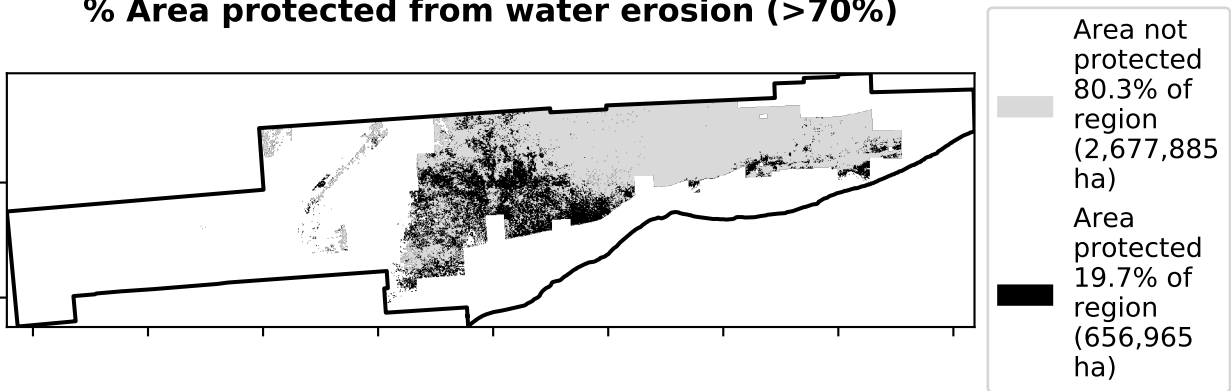 % Area protected from water erosion (>70%)
Area not
protected
80.3% of
region
(2,677,885
ha)
Area
protected
19.7% of
region
(656,965
ha)